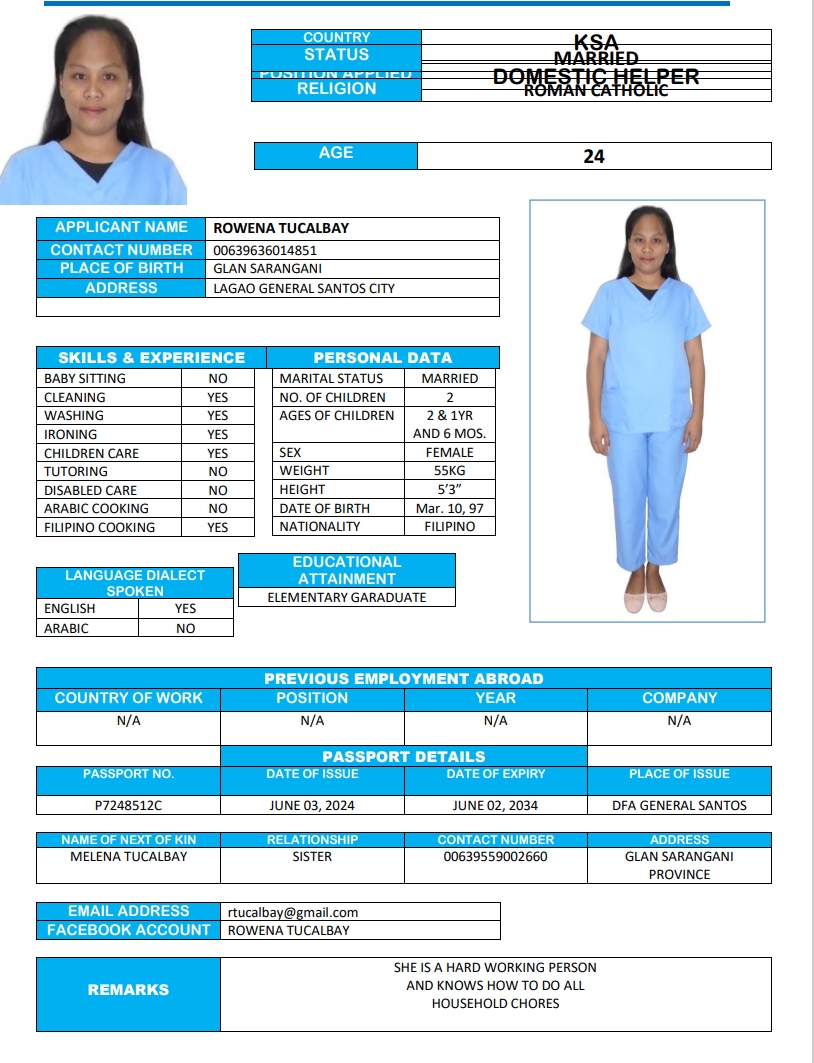 COUNTRY KSA
STATUS MARRIED
POSITION APPLIED DOMESTIC HELPER
RELIGION ROMAN CATHOLIC
AGE 24
APPLICANT NAME ROWENA TUCALBAY
CONTACT NUMBER 00639636014851
PLACE OF BIRTH GLAN SARANGANI
ADDRESS LAGAO GENERAL SANTOS CITY
SKILLS & EXPERIENCE PERSONAL DATA
BABY SITTING NO MARITAL STATUS MARRIED
CLEANING YES NO. OF CHILDREN 2
WASHING YES AGES OF CHILDREN 2 & 1YR
IRONING YES AND 6 MOS.
CHILDREN CARE YES SEX FEMALE
TUTORING NO WEIGHT 55KG
DISABLED CARE NO HEIGHT 5’3”
ARABIC COOKING NO DATE OF BIRTH Mar. 10, 97
FILIPINO COOKING YES NATIONALITY FILIPINO
LANGUAGE DIALECT
SPOKEN
ENGLISH YES
ARABIC NO
EDUCATIONAL
ATTAINMENT
ELEMENTARY GARADUATE
PREVIOUS EMPLOYMENT ABROAD
COUNTRY OF WORK POSITION YEAR COMPANY
N/A N/A N/A N/A
PASSPORT DETAILS
PASSPORT NO. DATE OF ISSUE DATE OF EXPIRY PLACE OF ISSUE
P7248512C JUNE 03, 2024 JUNE 02, 2034 DFA GENERAL SANTOS
NAME OF NEXT OF KIN RELATIONSHIP CONTACT NUMBER ADDRESS
MELENA TUCALBAY SISTER 00639559002660 GLAN SARANGANI
PROVINCE
EMAIL ADDRESS rtucalbay@gmail.com
FACEBOOK ACCOUNT ROWENA TUCALBAY
REMARKS
SHE IS A HARD WORKING PERSON
AND KNOWS HOW TO DO ALL
HOUSEHOLD CHORES